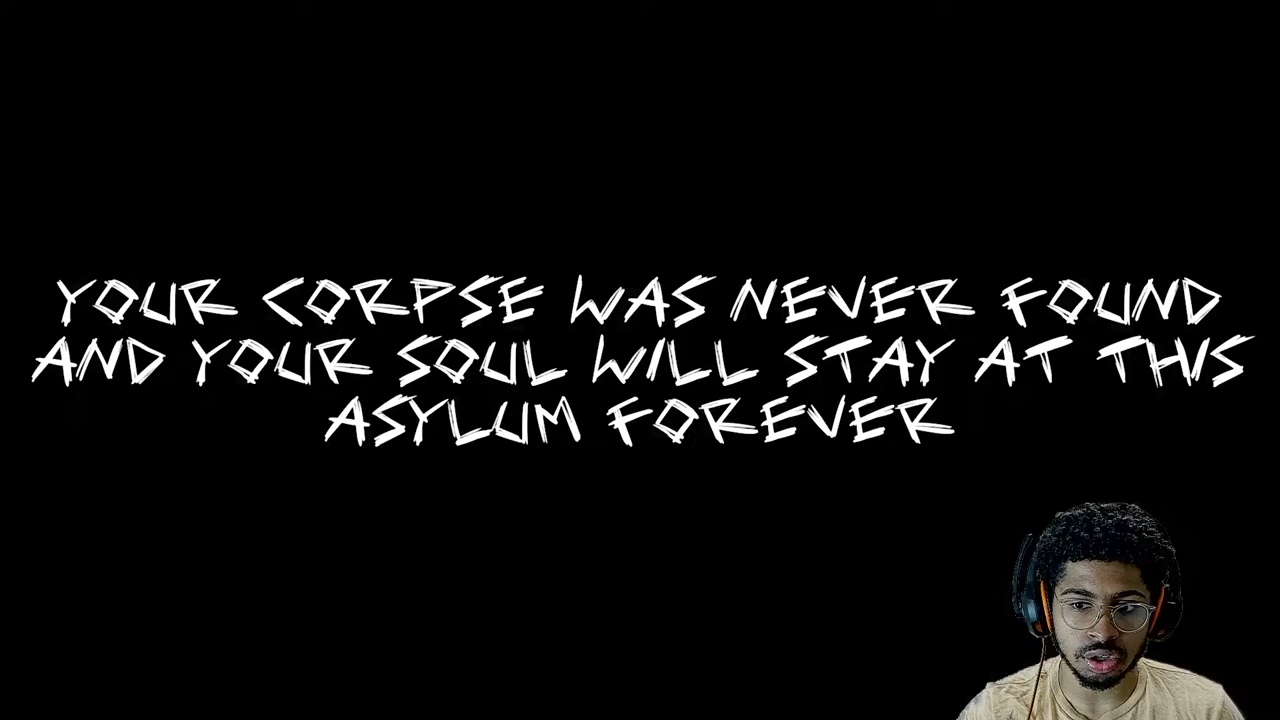 YOUR CORPSE WAS NEVER FOUND
AND YOUR SOUL WILL STAY AT THIS
ASYLUM FOREVER